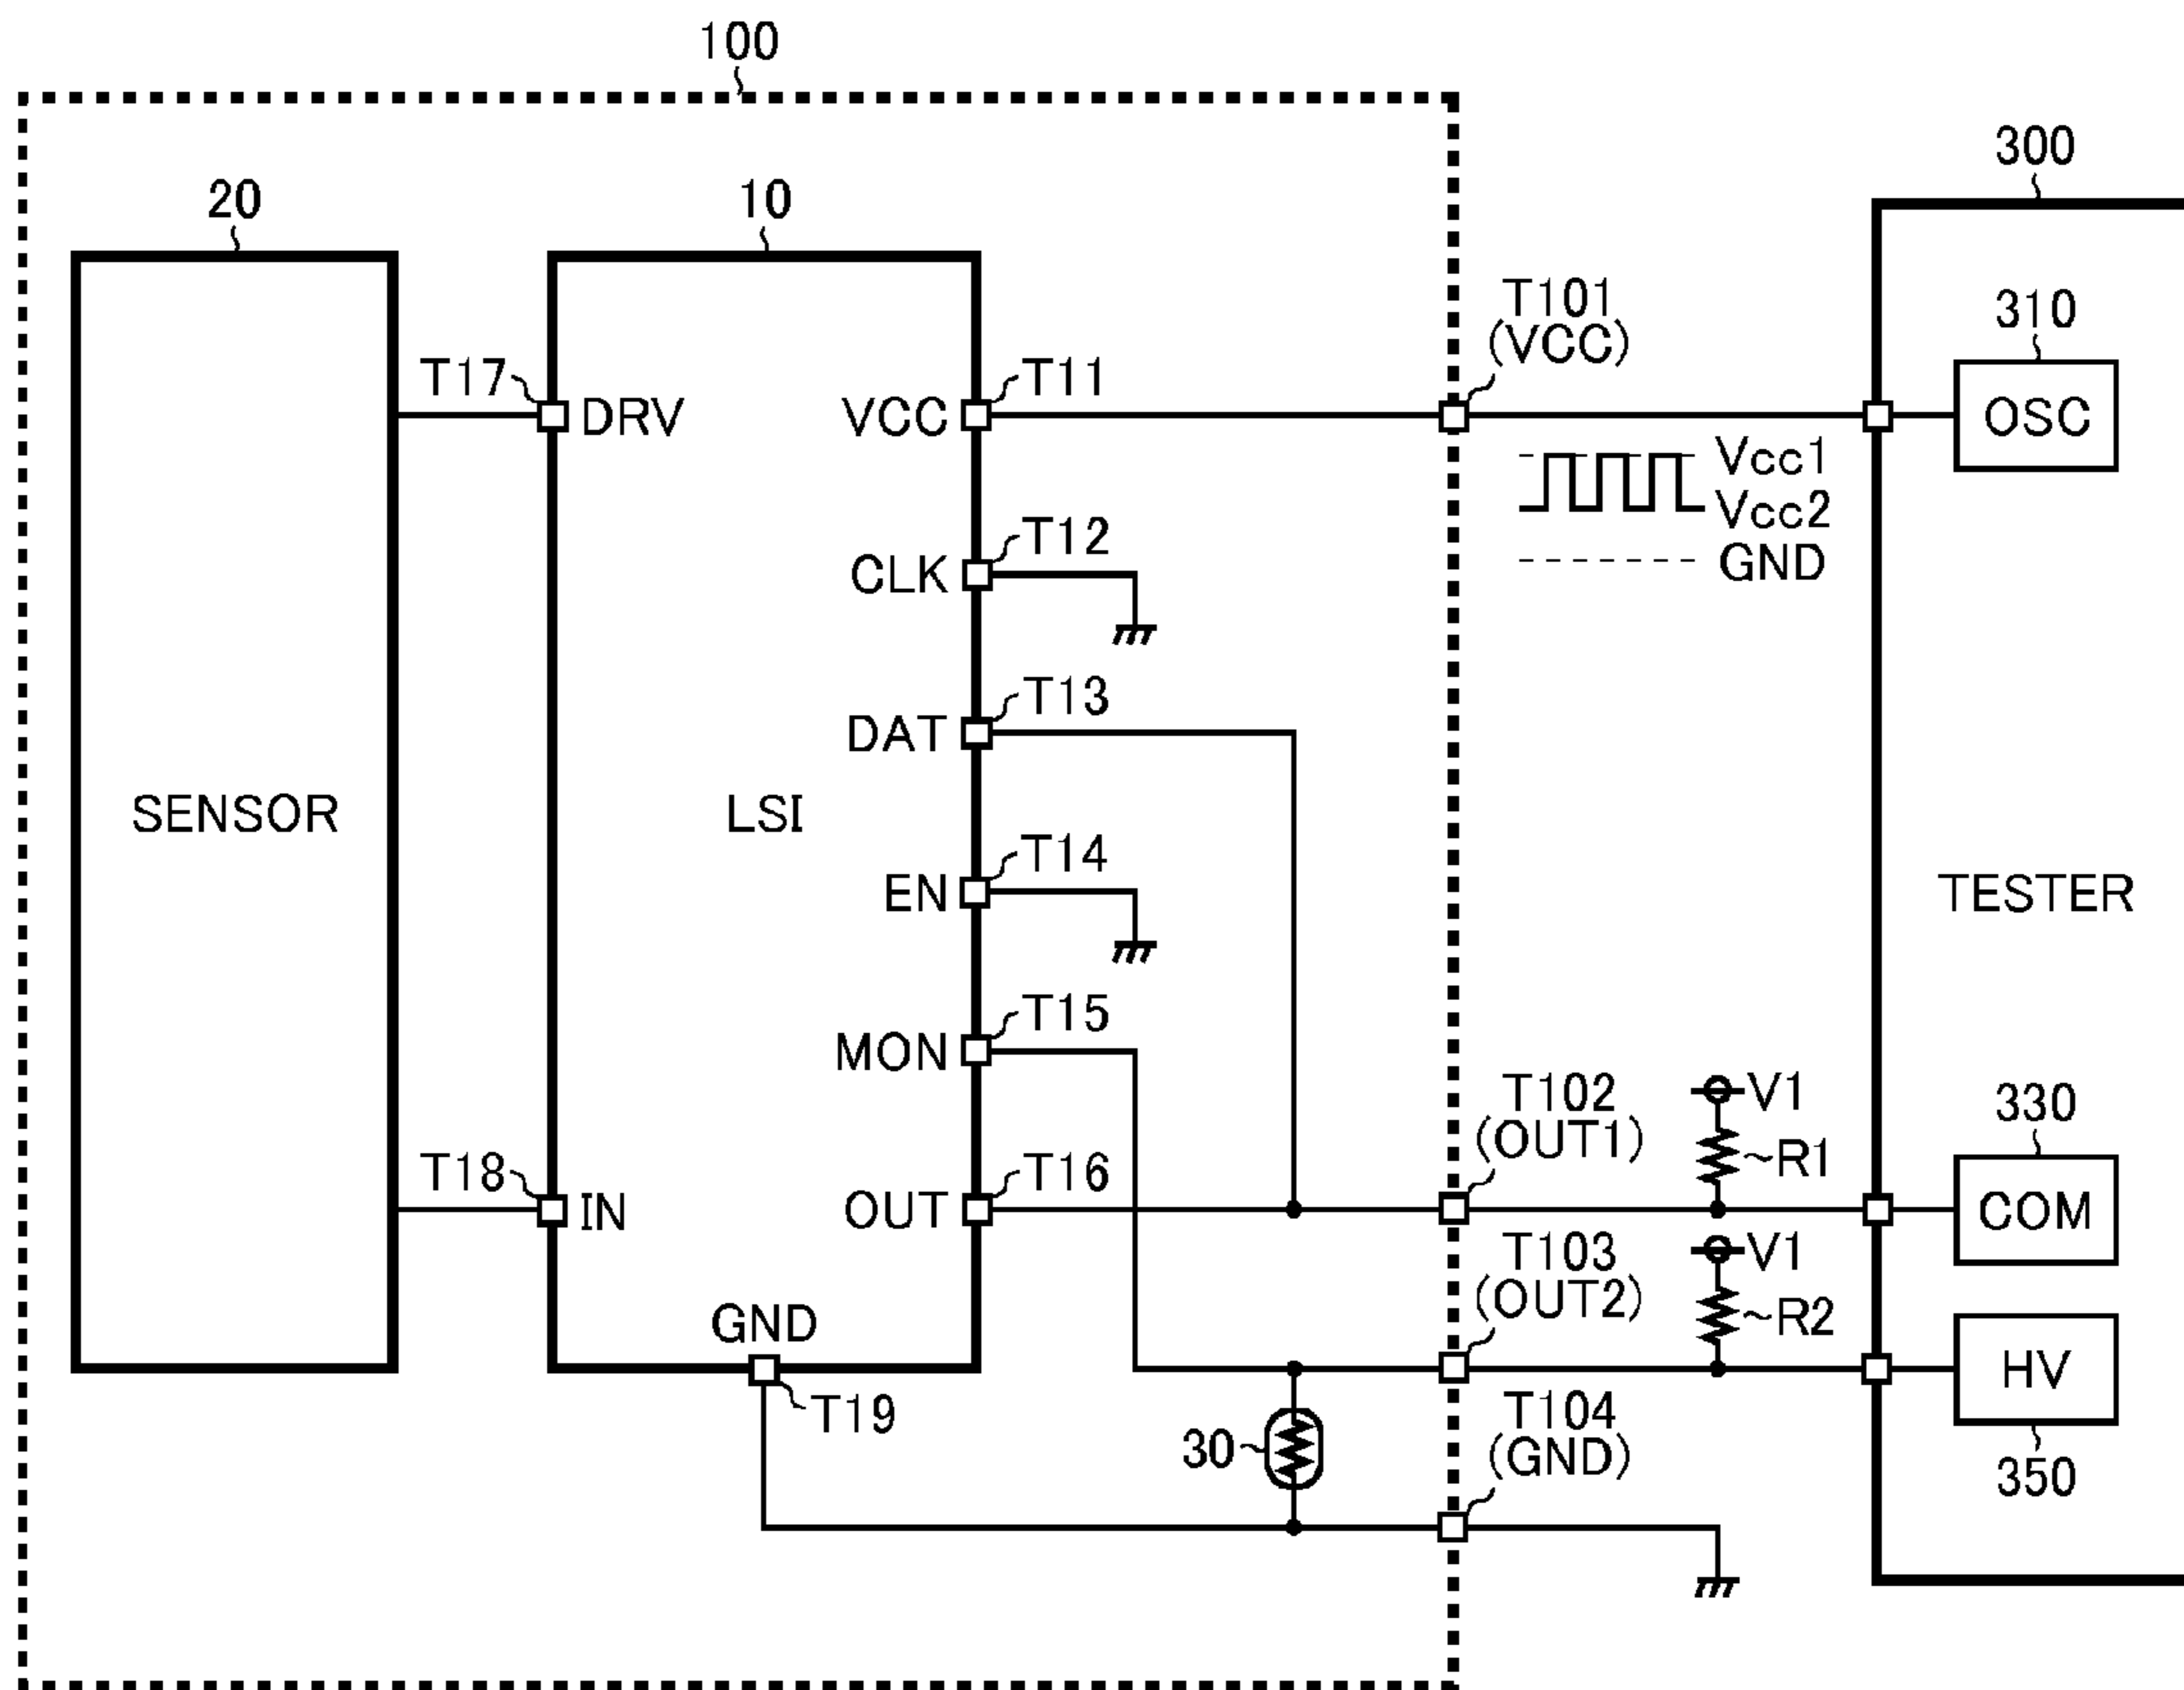 100
300
20
10
T101
(VCC)
310
T17
DRV
VCC
T11
OSC
Vcc1
Vcc2
GND
T12
CLK
T13
DAT
SENSOR
LSI
T14
EN
TESTER
T15
MON
T102
(OUT1)
V1
330
R1
T18
IN
OUT
T16
COM
T103
(OUT2)
V1
R2
GND
HV
T19
T104
(GND)
30
350